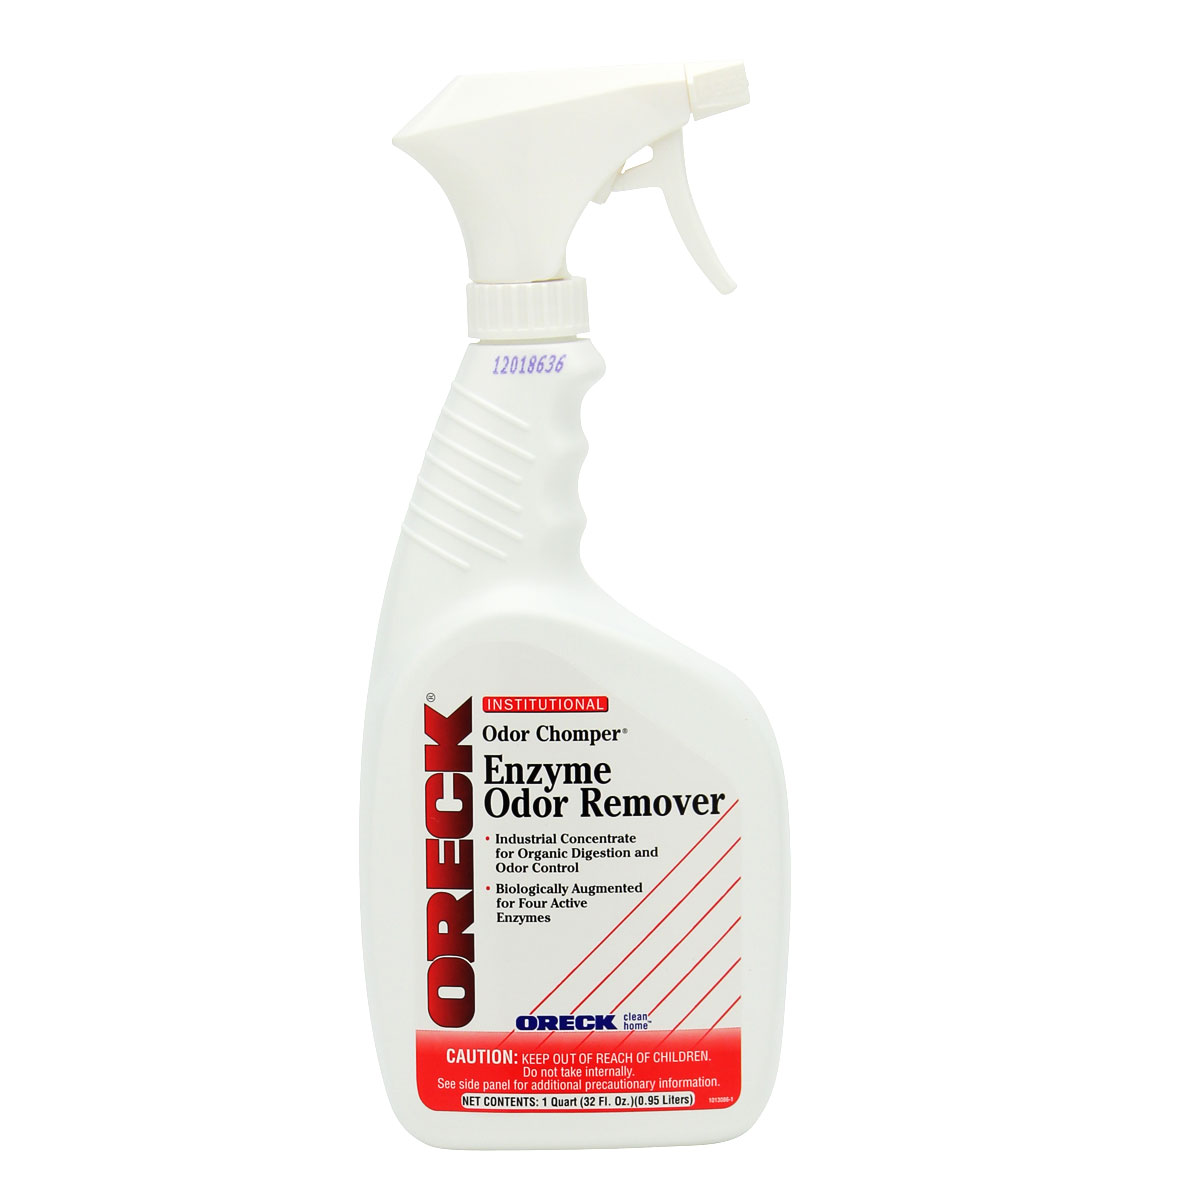 12018636
ORECK®
INSTITUTIONAL
Odor Chomper®
Enzyme
Odor Remover
• Industrial Concentrate
for Organic Digestion and
Odor Control
• Biologically Augmented
for Four Active
Enzymes
ORECK clean
home™
CAUTION: KEEP OUT OF REACH OF CHILDREN.
Do not take internally.
See side panel for additional precautionary information.
NET CONTENTS: 1 Quart (32 Fl. Oz.)(0.95 Liters)